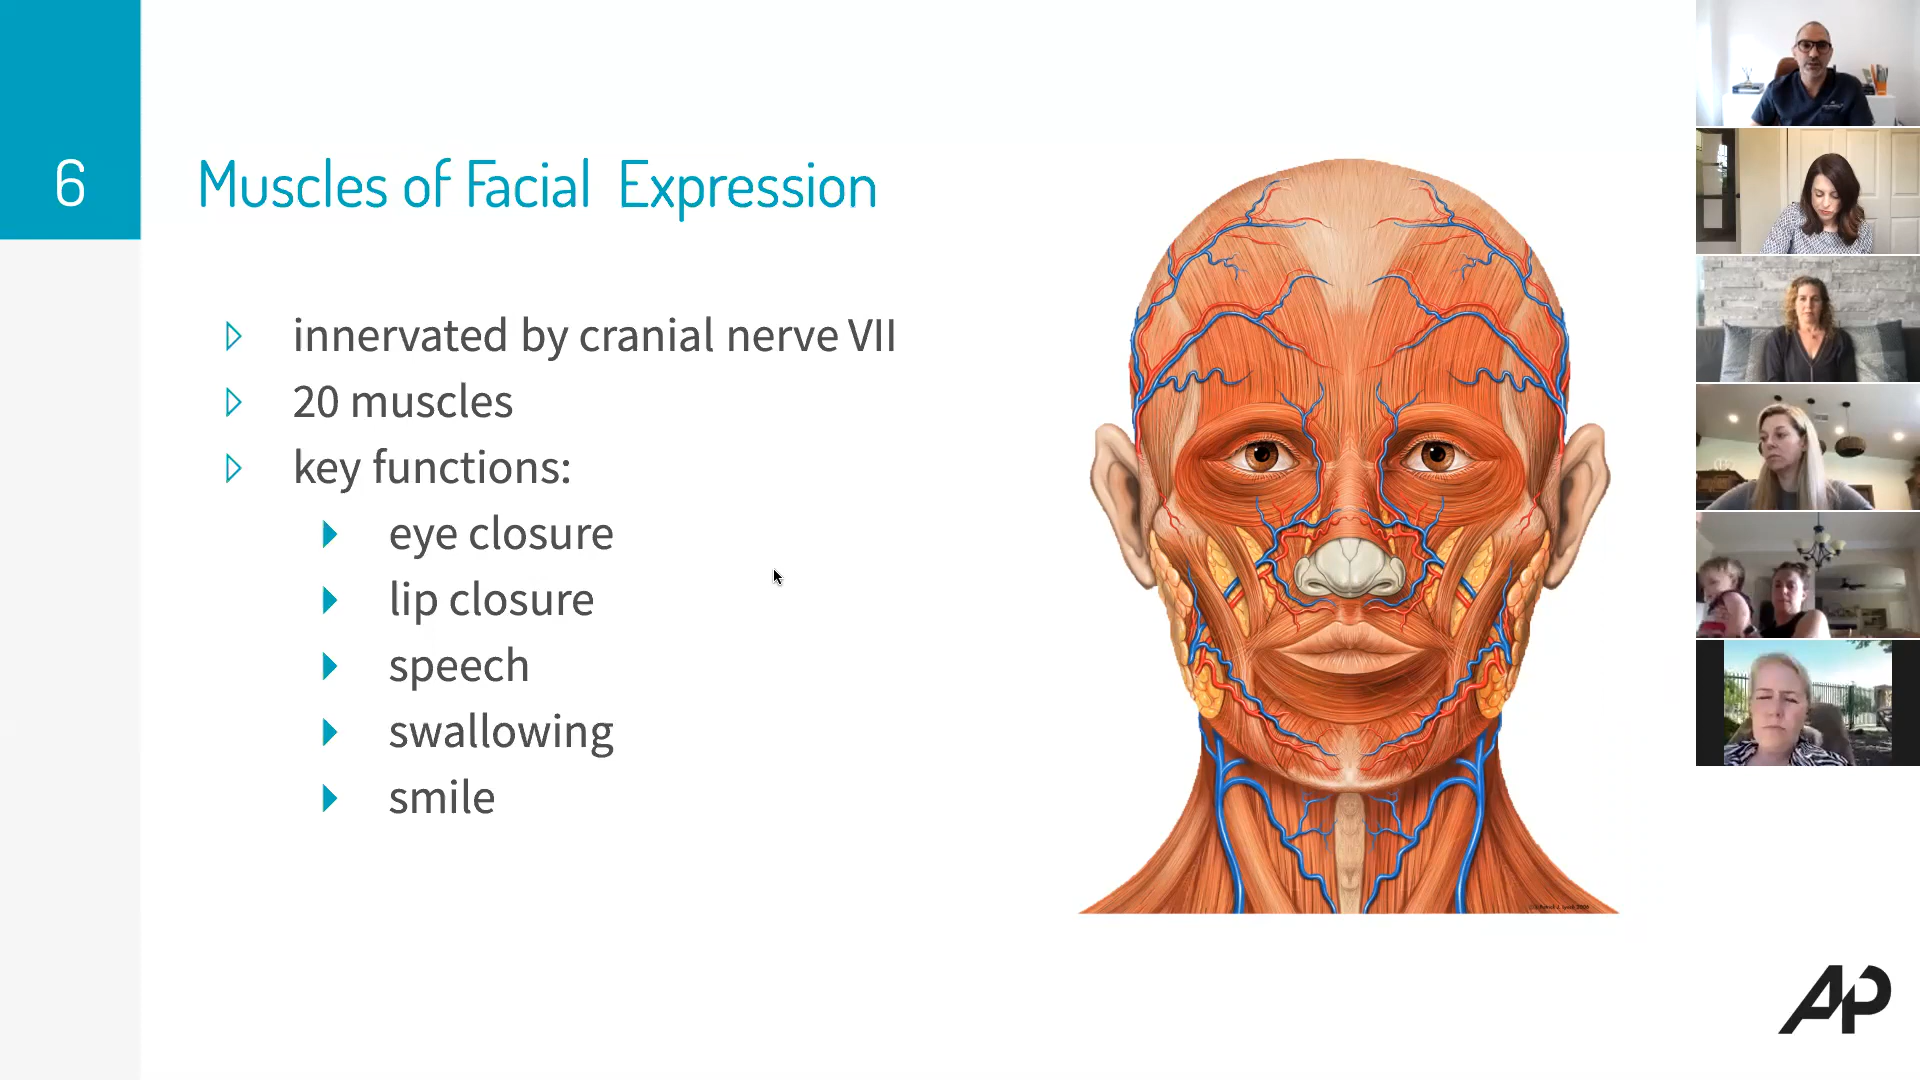 6
Muscles of Facial Expression
innervated by cranial nerve VII
20 muscles
key functions:
eye closure
lip closure
speech
swallowing
smile
AP